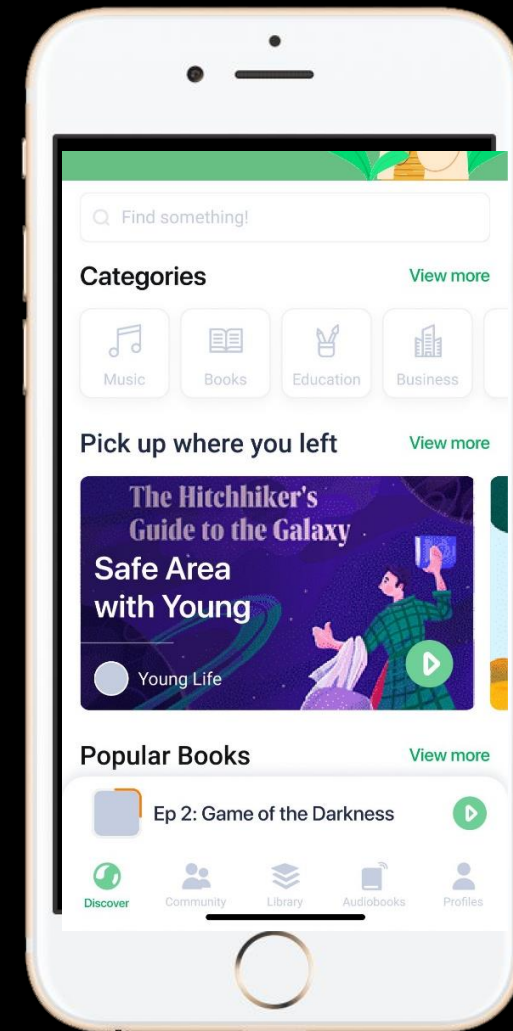 Find something!
Categories View more
Music Books Education Business
Pick up where you left View more
The Hitchhiker's
Guide to the Galaxy
Safe Area
with Young
Young Life
Popular Books View more
Ep 2: Game of the Darkness
Discover Community Library Audiobooks Profiles